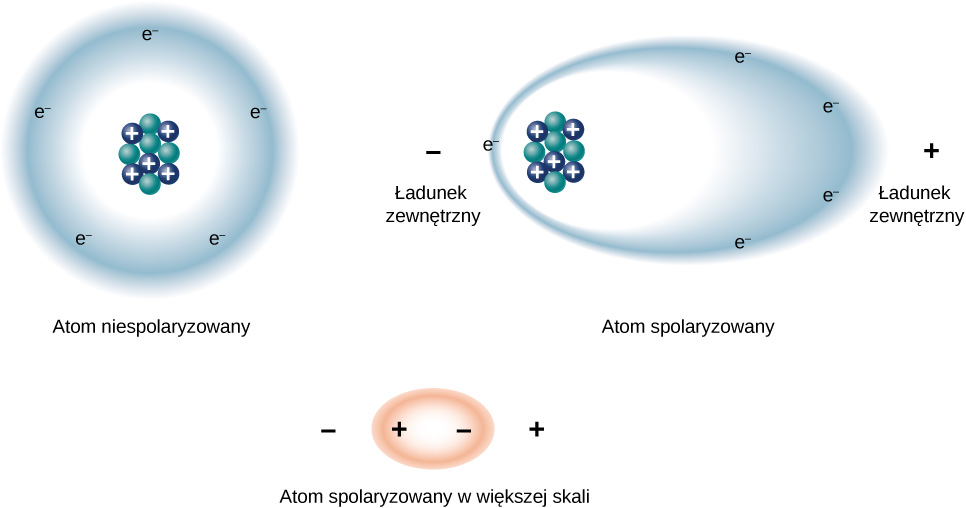 e⁻
e⁻
e⁻
e⁻
e⁻
+ +
+
+ +
Atom niespolaryzowany
–
Ładunek
zewnętrzny
e⁻
e⁻
e⁻
e⁻
e⁻
+ +
+
+ +
+
Ładunek
zewnętrzny
Atom spolaryzowany
– + – +
Atom spolaryzowany w większej skali